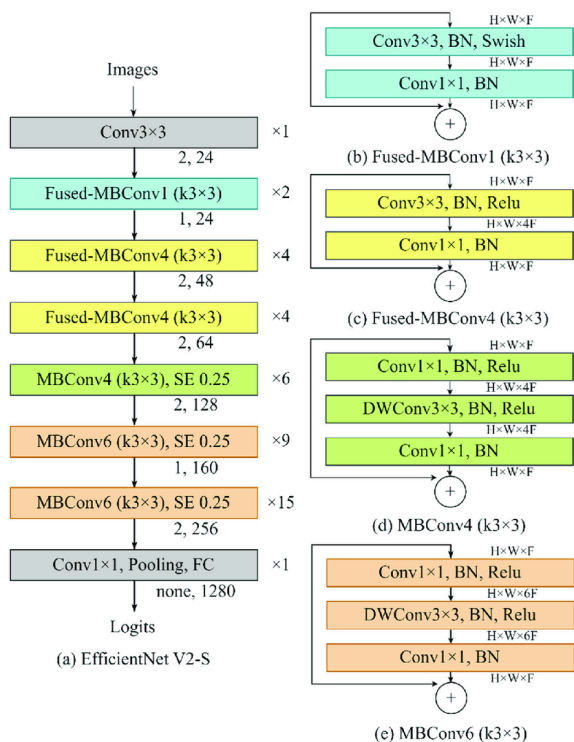 Images
Conv3×3 ×1
2, 24
Fused-MBConv1 (k3×3) ×2
1, 24
Fused-MBConv4 (k3×3) ×4
2, 48
Fused-MBConv4 (k3×3) ×4
2, 64
MBConv4 (k3×3), SE 0.25 ×6
2, 128
MBConv6 (k3×3), SE 0.25 ×9
1, 160
MBConv6 (k3×3), SE 0.25 ×15
2, 256
Conv1×1, Pooling, FC ×1
none, 1280
Logits
(a) EfficientNet V2-S
H×W×F
Conv3×3, BN, Swish
H×W×F
Conv1×1, BN
H×W×F
+
(b) Fused-MBConv1 (k3×3)
H×W×F
Conv3×3, BN, Relu
H×W×4F
Conv1×1, BN
H×W×F
+
(c) Fused-MBConv4 (k3×3)
H×W×F
Conv1×1, BN, Relu
H×W×4F
DWConv3×3, BN, Relu
H×W×4F
Conv1×1, BN
H×W×F
+
(d) MBConv4 (k3×3)
H×W×F
Conv1×1, BN, Relu
H×W×6F
DWConv3×3, BN, Relu
H×W×6F
Conv1×1, BN
H×W×F
+
(e) MBConv6 (k3×3)